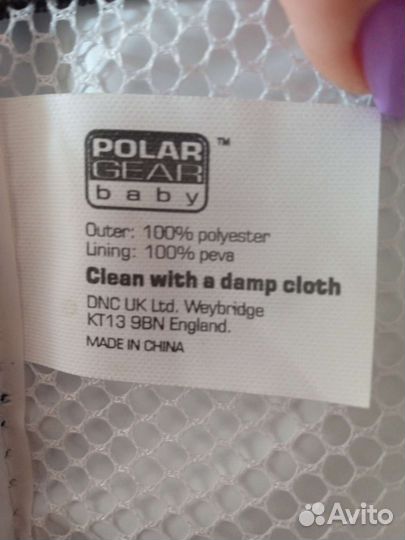 POLAR
GEAR
baby
™
Outer: 100% polyester
Lining: 100% peva
Clean with a damp cloth
DNC UK Ltd. Weybridge
KT13 9BN England.
MADE IN CHINA
Avito